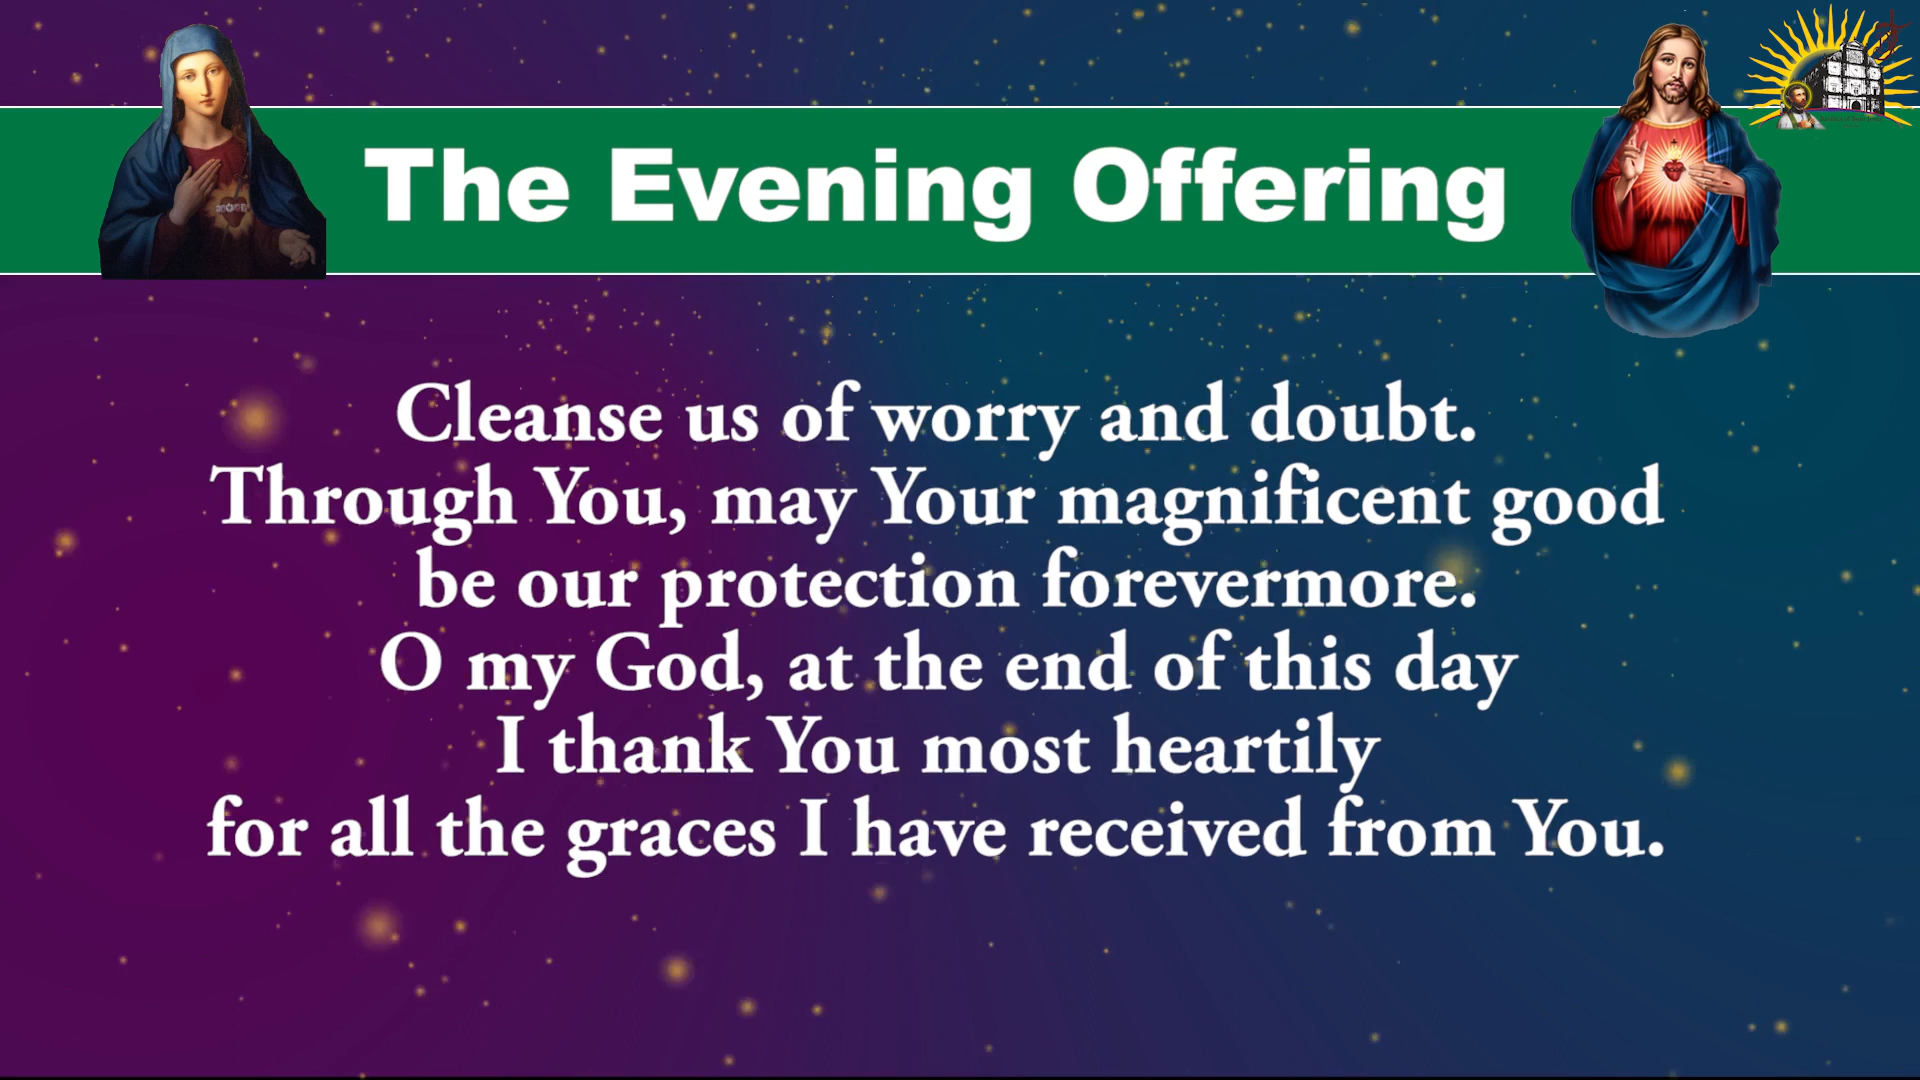 The Evening Offering
Cleanse us of worry and doubt.
Through You, may Your magnificent good
be our protection forevermore.
O my God, at the end of this day
I thank You most heartily
for all the graces I have received from You.